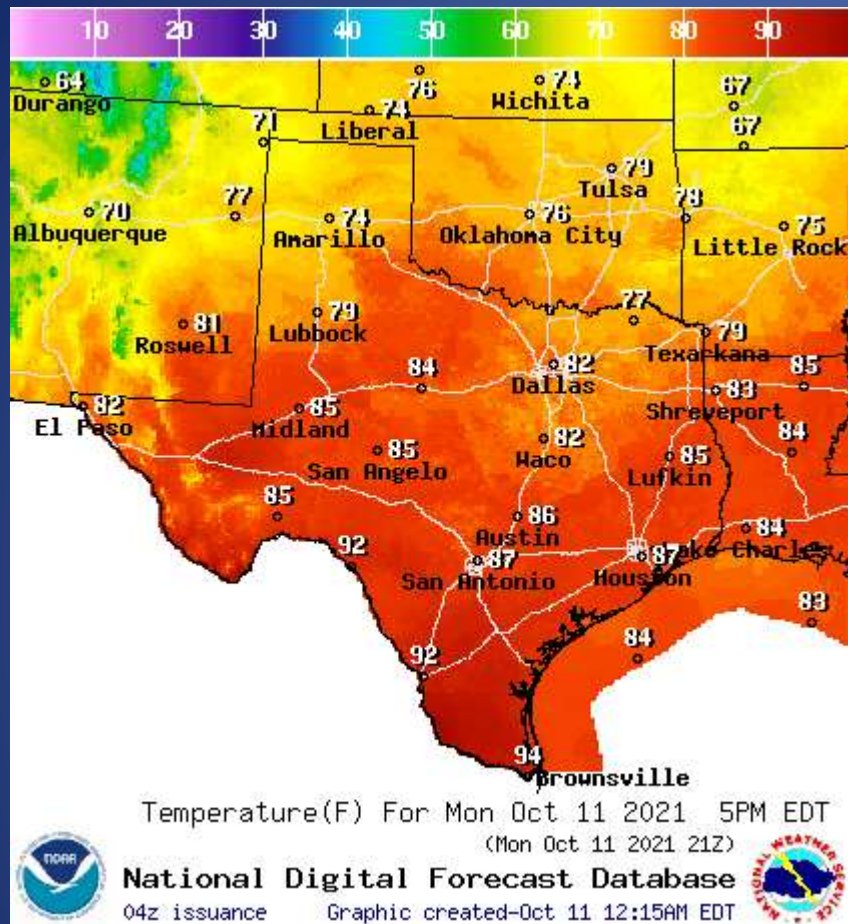 10 20 30 40 50 60 70 80 90
64
Durango
76
74
Wichita
74
Liberal
67
71
67
79
Tulsa
70
Albuquerque
77
74
Amarillo
76
Oklahoma City
78
75
Little Rock
81
Roswell
79
Lubbock
77
79
Texarkana
82
Dallas
84
85
83
Shreveport
82
El Paso
85
Midland
85
San Angelo
82
Waco
85
Lufkin
84
85
86
Austin
84
Lake Charles
92
87
San Antonio
87
Houston
83
84
92
94
Brownsville
Temperature(F) For Mon Oct 11 2021 5PM EDT
(Mon Oct 11 2021 21Z)
National Digital Forecast Database
04z issuance Graphic created-Oct 11 12:15AM EDT
NOAA
NATIONAL WEATHER SERVICE